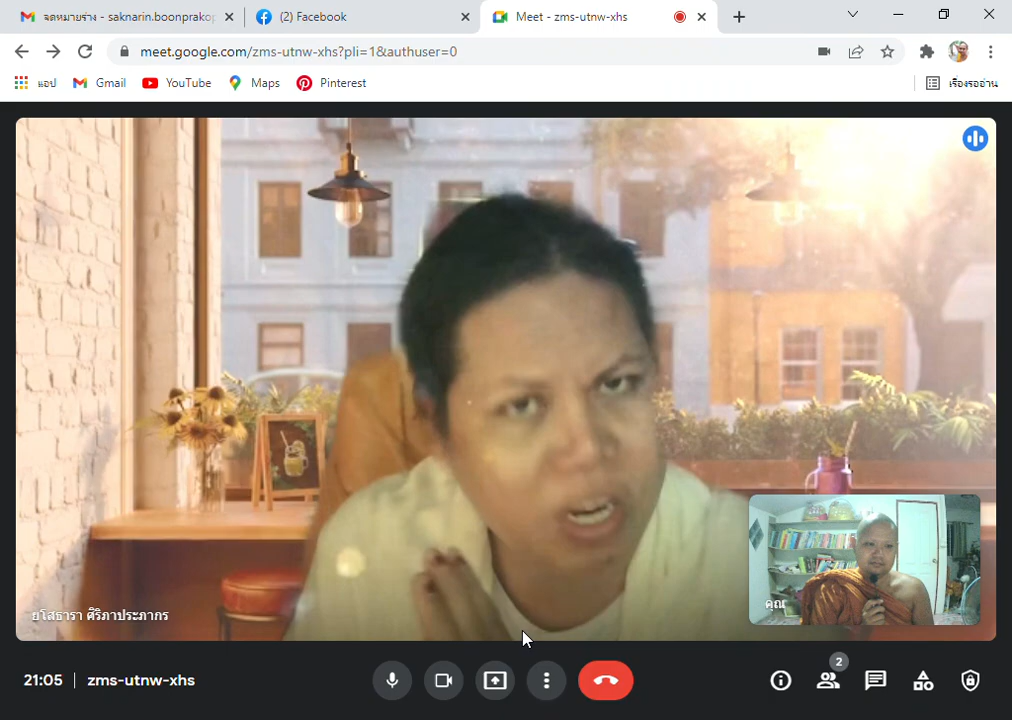 จดหมายร่าง - saknarin.boonprako
(2) Facebook
Meet - zms-utnw-xhs
meet.google.com/zms-utnw-xhs?pli=1&authuser=0
แอป
Gmail
YouTube
Maps
Pinterest
เรื่องรออ่าน
ยโสธารา ศิริภาประภากร
คุณ
21:05
zms-utnw-xhs
2